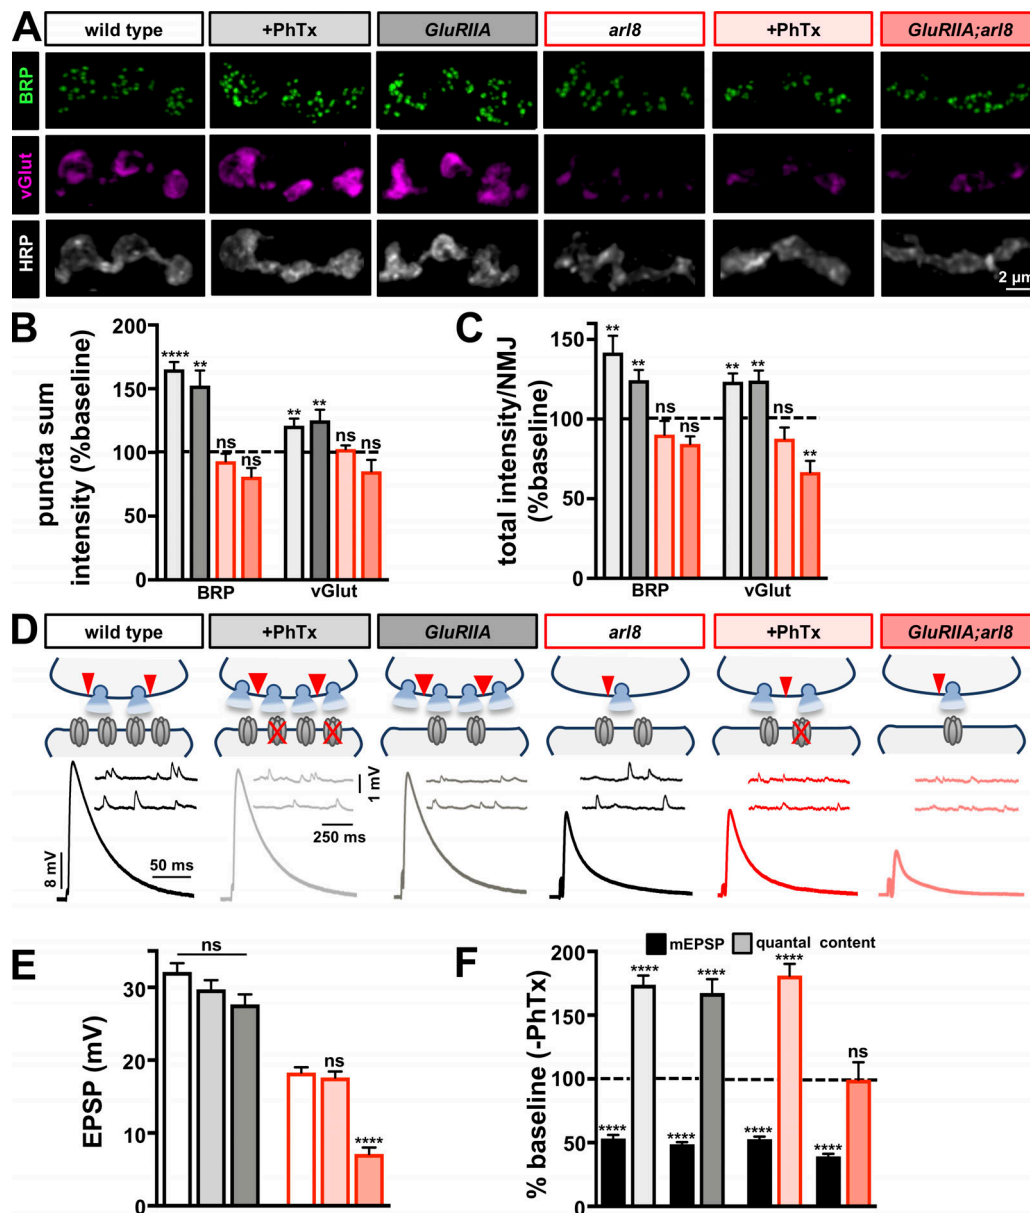 A
wild type
+PhTx
GluRIIA
arl8
+PhTx
GluRIIA;arl8
BRP
vGlut
HRP
2 µm
B
puncta sum
intensity (%baseline)
200
150
100
50
0
****
**
ns
ns
**
**
ns
ns
BRP
vGlut
C
total intensity/NMJ
(%baseline)
150
100
50
0
**
**
ns
ns
**
**
ns
**
BRP
vGlut
D
wild type
+PhTx
GluRIIA
arl8
+PhTx
GluRIIA;arl8
8 mV
50 ms
1 mV
250 ms
E
EPSP (mV)
30
20
10
0
ns
ns
****
F
mEPSP
quantal content
% baseline (-PhTx)
200
150
100
50
0
****
****
****
****
****
****
****
ns